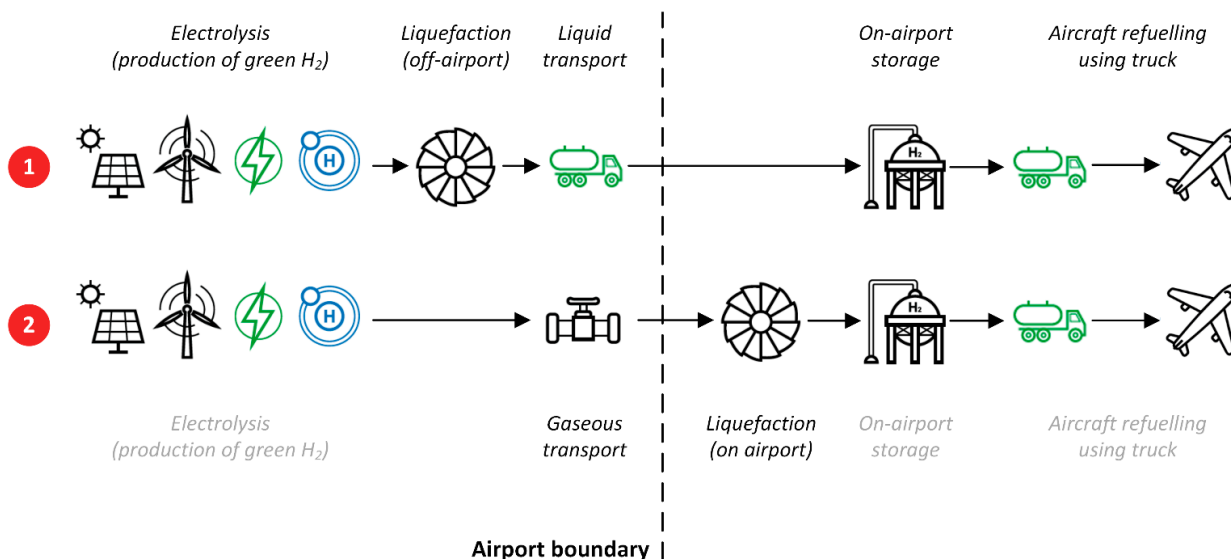 Electrolysis
(production of green H₂)
Liquefaction
(off-airport)
Liquid
transport
On-airport
storage
Aircraft refuelling
using truck
1
H
H₂
2
H
H₂
Electrolysis
(production of green H₂)
Gaseous
transport
Liquefaction
(on airport)
On-airport
storage
Aircraft refuelling
using truck
Airport boundary